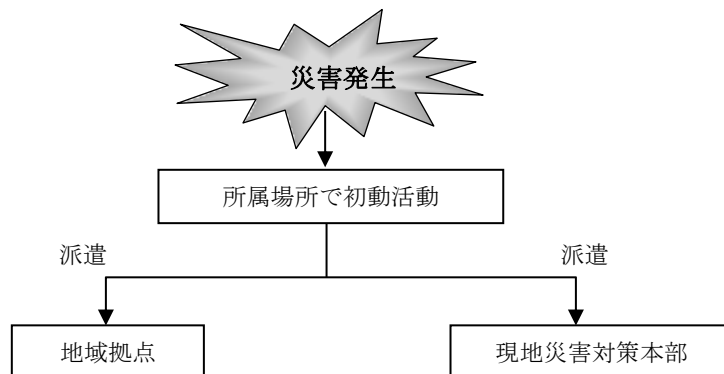 災害発生
所属場所で初動活動
派遣
派遣
地域拠点
現地災害対策本部